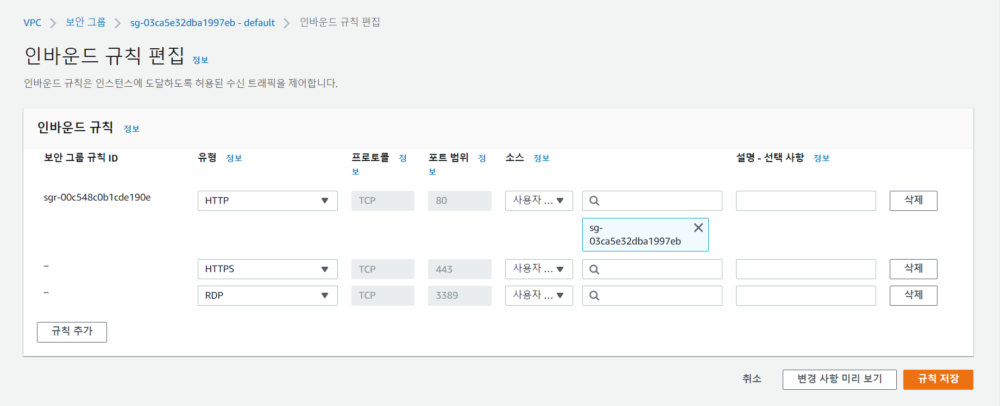 VPC > 보안 그룹 > sg-03ca5e32dba1997eb - default > 인바운드 규칙 편집
인바운드 규칙 편집 정보
인바운드 규칙은 인스턴스에 도달하도록 허용된 수신 트래픽을 제어합니다.
인바운드 규칙 정보
보안 그룹 규칙 ID 유형 정보 프로토콜 정보 포트 범위 정보 소스 정보 설명 - 선택 사항 정보
sgr-00c548c0b1cde190e HTTP TCP 80 사용자 ... 삭제
sg-
03ca5e32dba1997eb
– HTTPS TCP 443 사용자 ... 삭제
– RDP TCP 3389 사용자 ... 삭제
규칙 추가
취소 변경 사항 미리 보기 규칙 저장